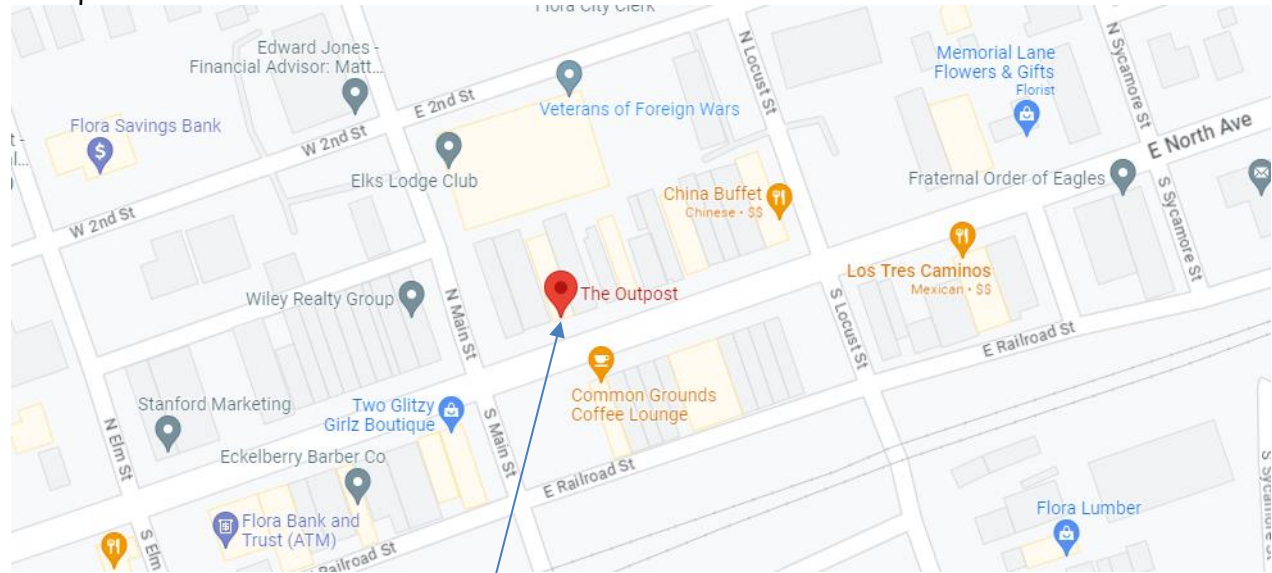 Flora City Clerk
Edward Jones -
Financial Advisor: Matt...
E 2nd St
Veterans of Foreign Wars
N Locust St
Memorial Lane
Flowers & Gifts
Florist
N Sycamore St
E North Ave
Flora Savings Bank
W 2nd St
Elks Lodge Club
China Buffet
Chinese • $$
Fraternal Order of Eagles
S Sycamore St
W 2nd St
Wiley Realty Group
N Main St
The Outpost
Los Tres Caminos
Mexican • $$
S Locust St
E Railroad St
Stanford Marketing
Two Glitzy
Girlz Boutique
Common Grounds
Coffee Lounge
N Elm St
S Main St
Eckelberry Barber Co
E Railroad St
Flora Bank and
Trust (ATM)
S Elm
Railroad St
Flora Lumber
S Sycamore St